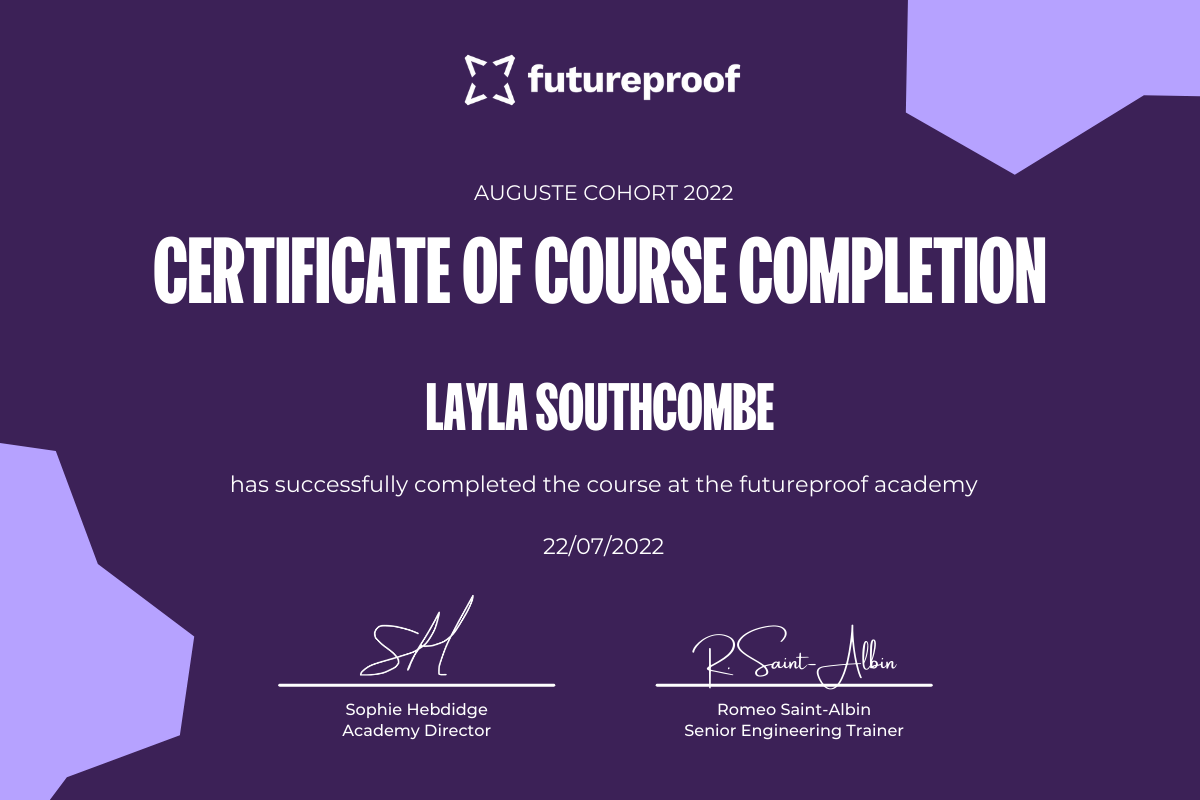 futureproof
AUGUSTE COHORT 2022
CERTIFICATE OF COURSE COMPLETION
LAYLA SOUTHCOMBE
has successfully completed the course at the futureproof academy
22/07/2022
SH
R. Saint-Albin
Sophie Hebdidge
Academy Director
Romeo Saint-Albin
Senior Engineering Trainer